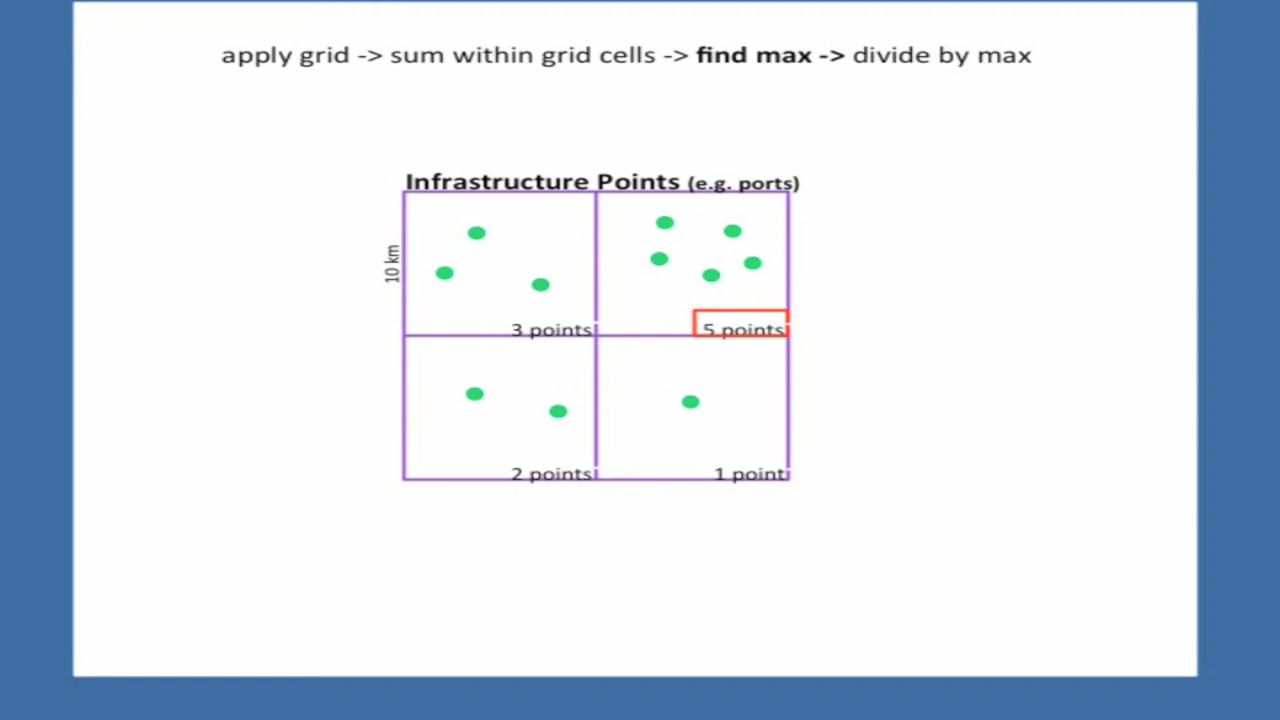 apply grid -> sum within grid cells -> find max -> divide by max
Infrastructure Points (e.g. ports)
10 km
3 points
5 points
2 points
1 point